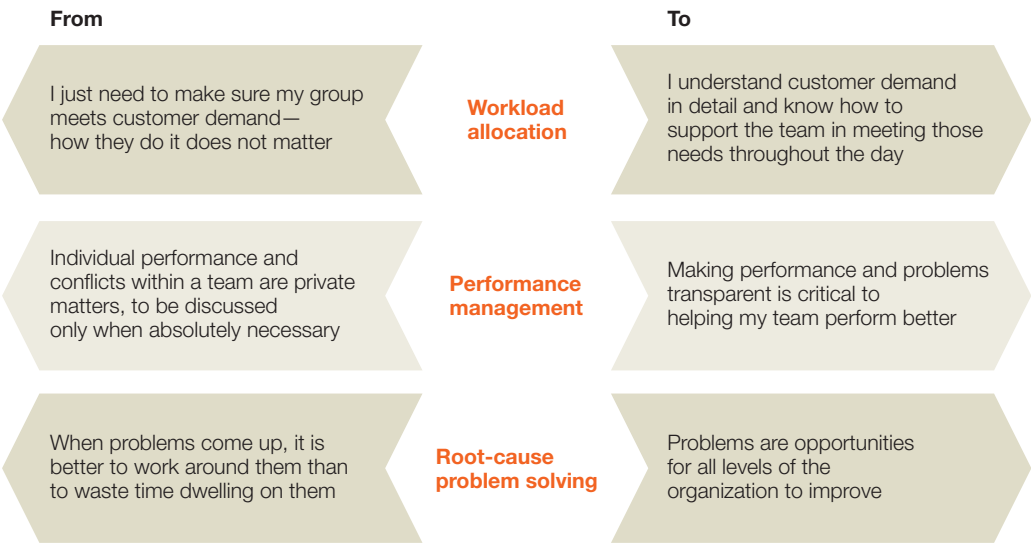 From
To
I just need to make sure my group
meets customer demand—
how they do it does not matter
Workload
allocation
I understand customer demand
in detail and know how to
support the team in meeting those
needs throughout the day
Individual performance and
conflicts within a team are private
matters, to be discussed
only when absolutely necessary
Performance
management
Making performance and problems
transparent is critical to
helping my team perform better
When problems come up, it is
better to work around them than
to waste time dwelling on them
Root-cause
problem solving
Problems are opportunities
for all levels of the
organization to improve